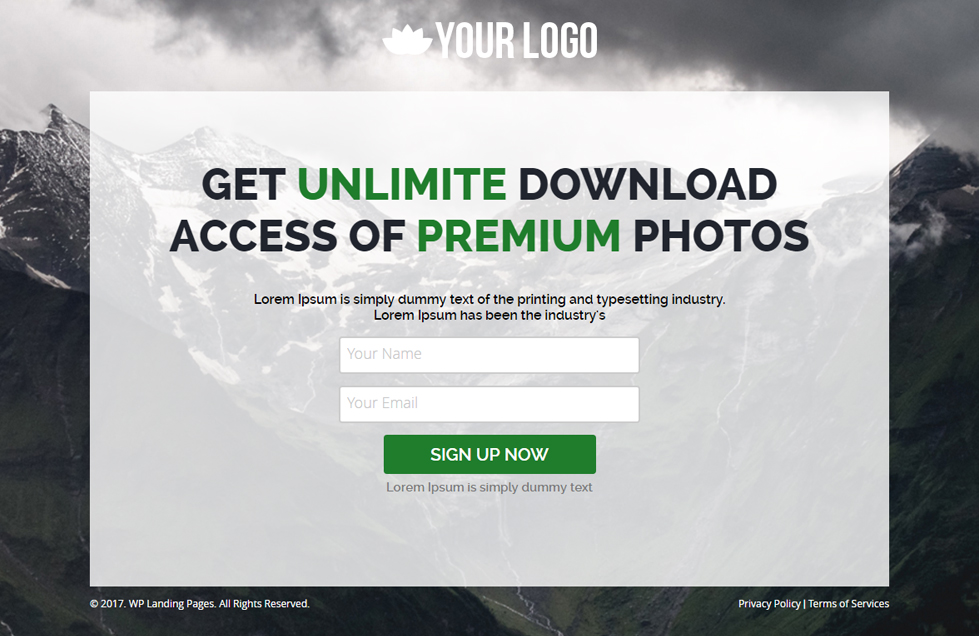 YOUR LOGO
GET UNLIMITE DOWNLOAD
ACCESS OF PREMIUM PHOTOS
Lorem Ipsum is simply dummy text of the printing and typesetting industry.
Lorem Ipsum has been the industry's
Your Name
Your Email
SIGN UP NOW
Lorem Ipsum is simply dummy text
© 2017. WP Landing Pages. All Rights Reserved.
Privacy Policy | Terms of Services